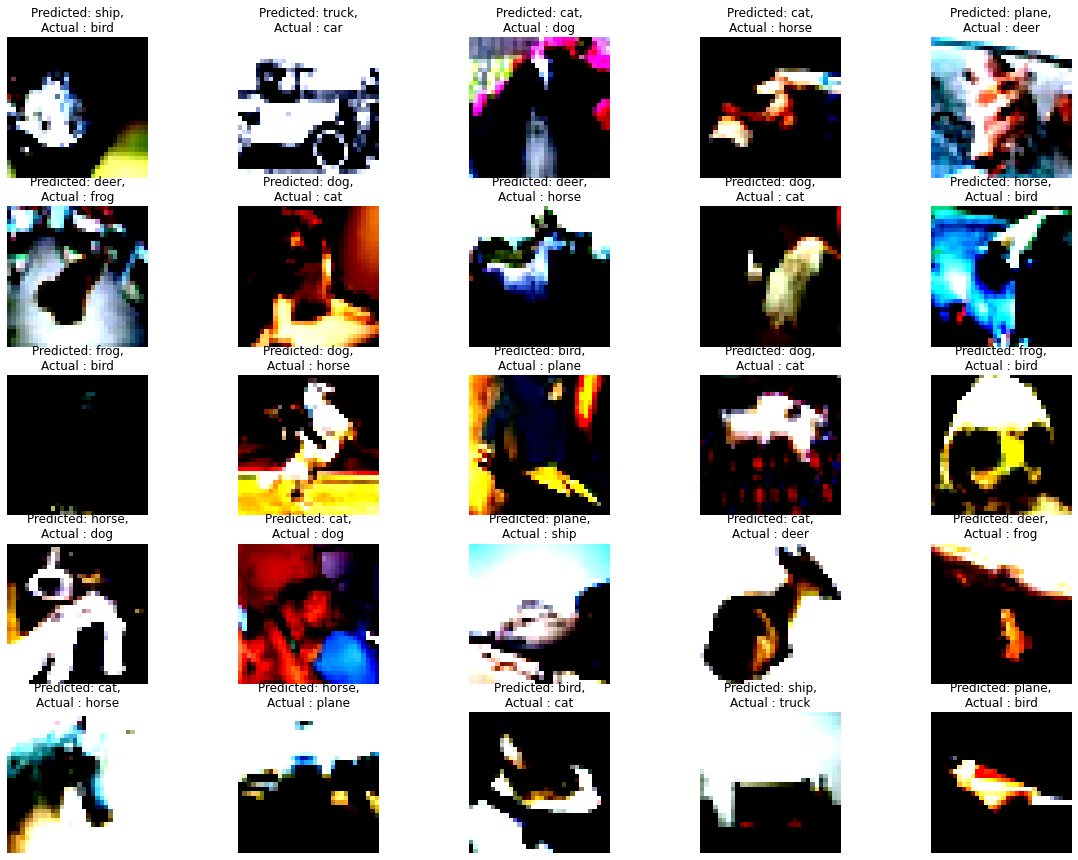 Predicted: ship,
Actual : bird
Predicted: truck,
Actual : car
Predicted: cat,
Actual : dog
Predicted: cat,
Actual : horse
Predicted: plane,
Actual : deer
Predicted: deer,
Actual : frog
Predicted: dog,
Actual : cat
Predicted: deer,
Actual : horse
Predicted: dog,
Actual : cat
Predicted: horse,
Actual : bird
Predicted: frog,
Actual : bird
Predicted: dog,
Actual : horse
Predicted: bird,
Actual : plane
Predicted: dog,
Actual : cat
Predicted: frog,
Actual : bird
Predicted: horse,
Actual : dog
Predicted: cat,
Actual : dog
Predicted: plane,
Actual : ship
Predicted: cat,
Actual : deer
Predicted: deer,
Actual : frog
Predicted: cat,
Actual : horse
Predicted: horse,
Actual : plane
Predicted: bird,
Actual : cat
Predicted: ship,
Actual : truck
Predicted: plane,
Actual : bird